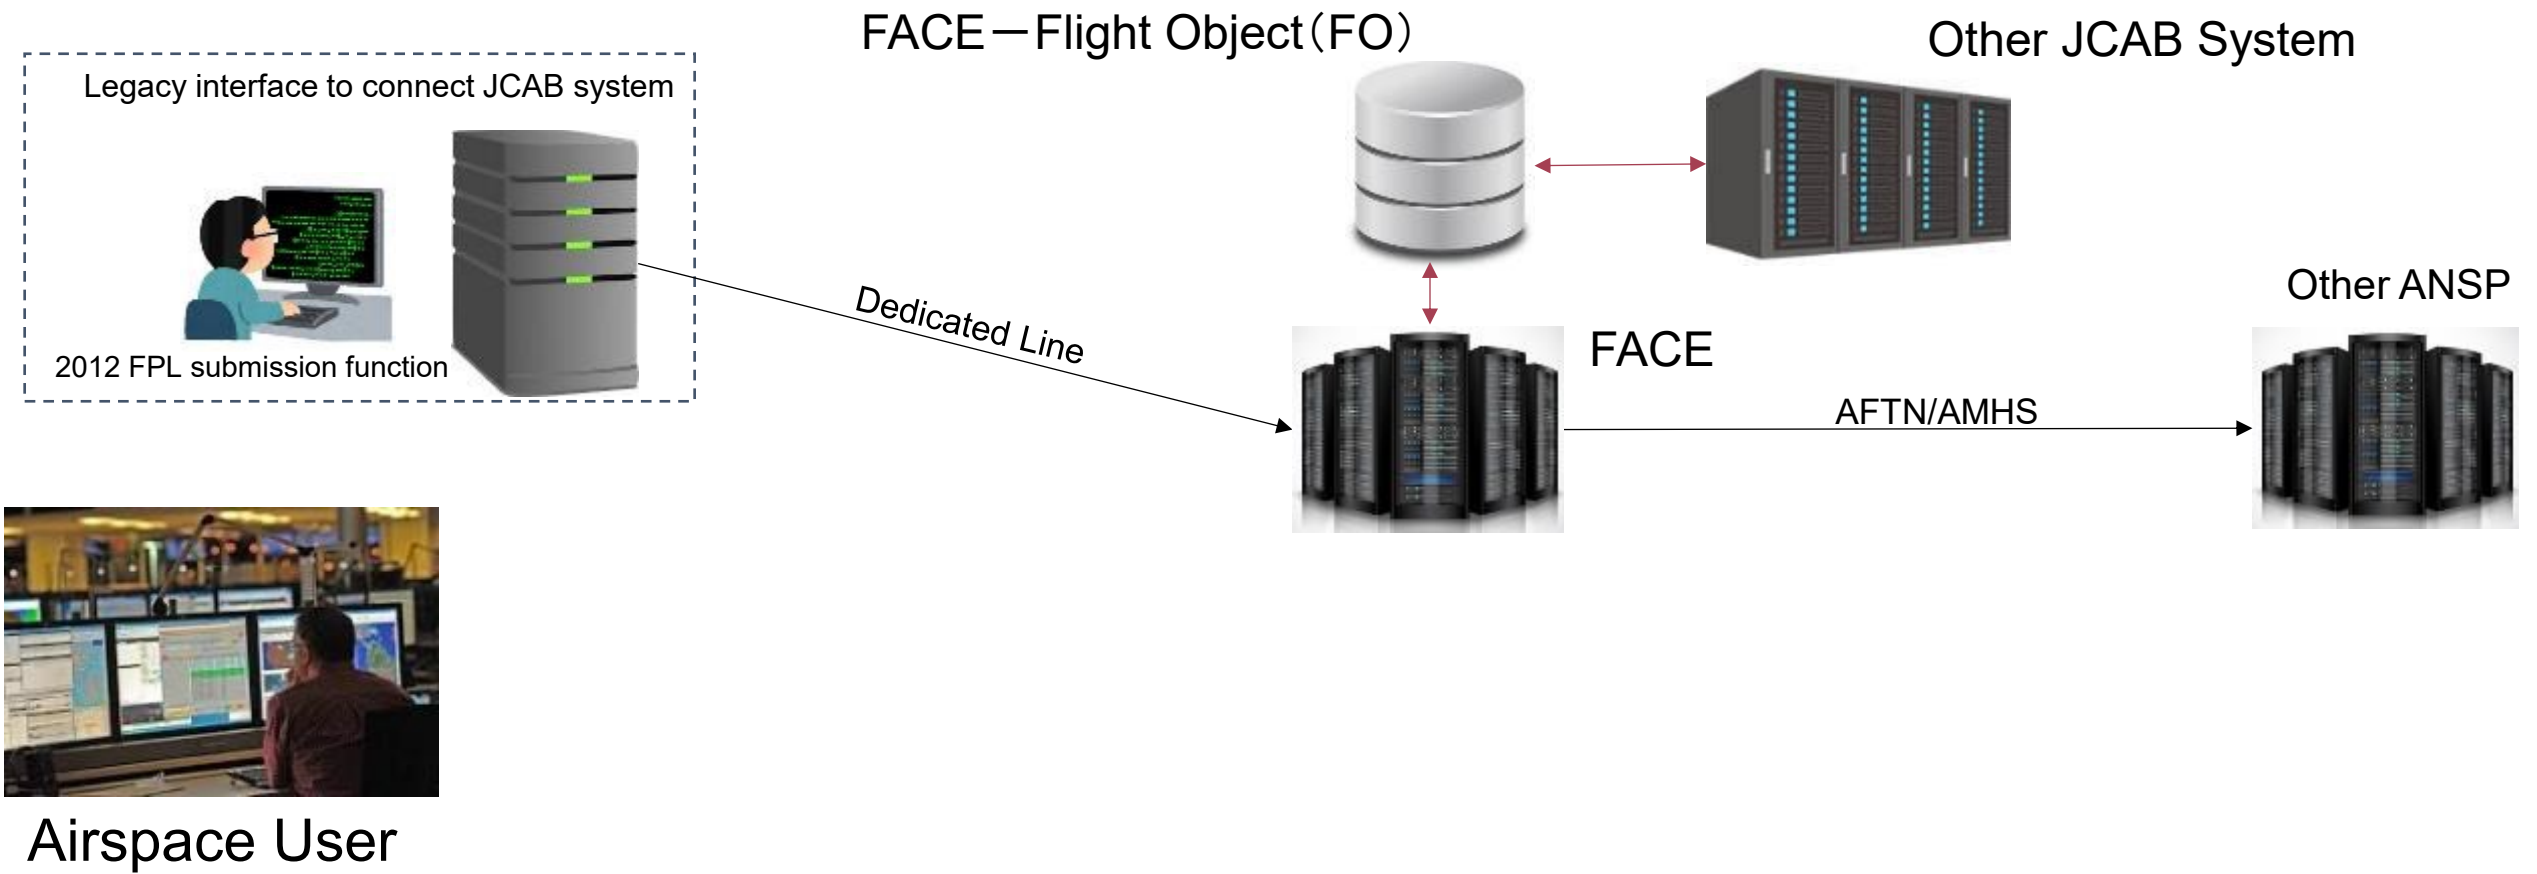 FACE－Flight Object（FO）
Other JCAB System
Legacy interface to connect JCAB system
2012 FPL submission function
Dedicated Line
FACE
Other ANSP
AFTN/AMHS
Airspace User